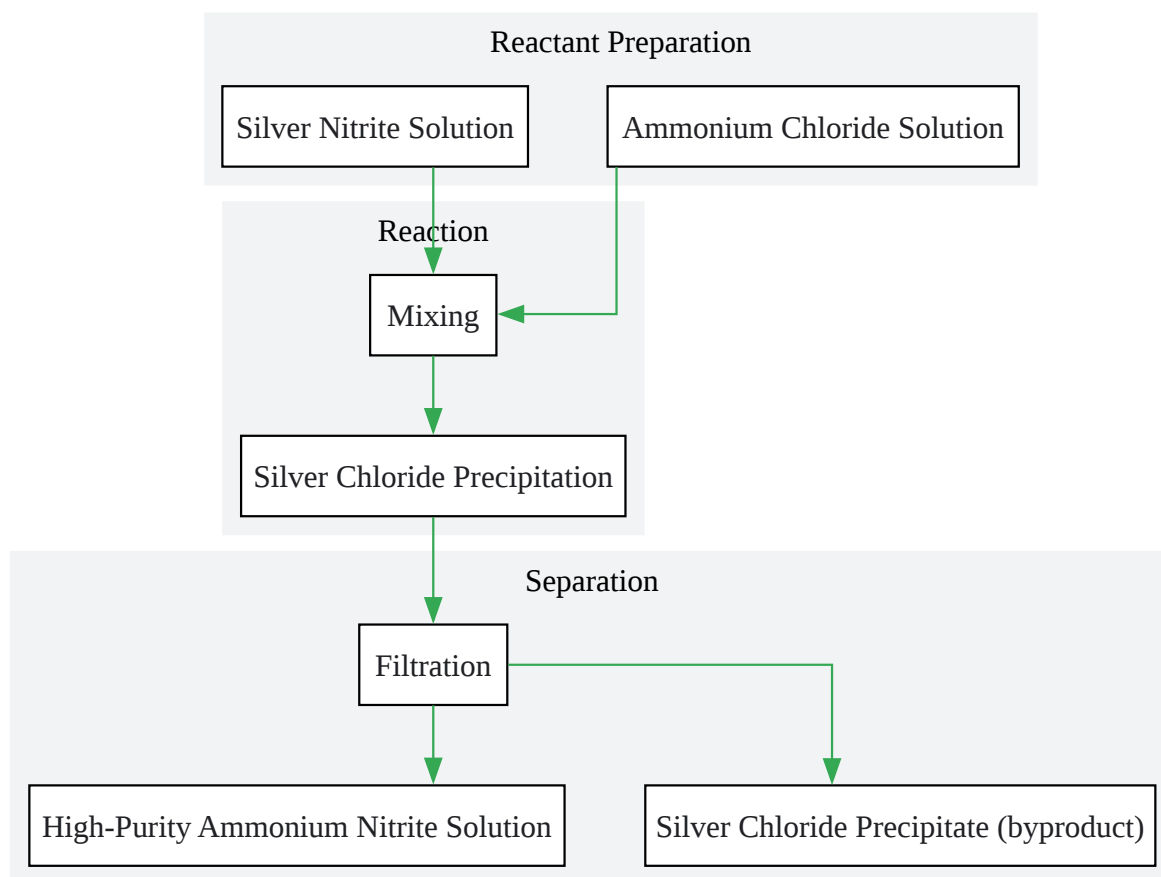 Reactant Preparation
Silver Nitrite Solution
Ammonium Chloride Solution
Reaction
Mixing
Silver Chloride Precipitation
Separation
Filtration
High-Purity Ammonium Nitrite Solution
Silver Chloride Precipitate (byproduct)